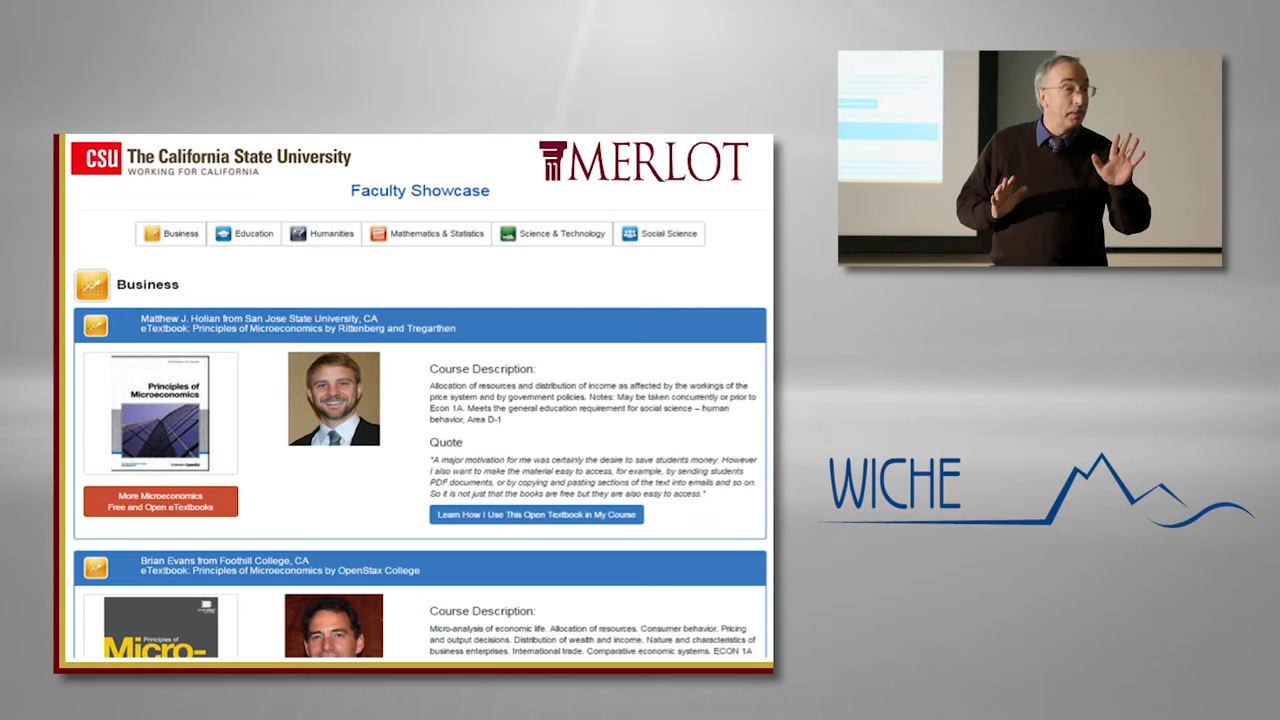 CSU The California State University
WORKING FOR CALIFORNIA
MERLOT
Faculty Showcase
Business
Education
Humanities
Mathematics & Statistics
Science & Technology
Social Science
Business
Matthew J. Holian from San Jose State University, CA
eTextbook: Principles of Microeconomics by Rittenberg and Tregarthen
Principles of
Microeconomics
More Microeconomics
Free and Open eTextbooks
Course Description:
Allocation of resources and distribution of income as affected by the workings of the
price system and by government policies. Notes: May be taken concurrently or prior to
Econ 1A. Meets the general education requirement for social science – human
behavior, Area D-1
Quote
"A major motivation for me was certainly the desire to save students money. However
I also want to make the material easy to access, for example, by sending students
PDF documents, or by copying and pasting sections of the text into emails and so on.
So it is not just that the books are free but they are also easy to access."
Learn How I Use This Open Textbook in My Course
Brian Evans from Foothill College, CA
eTextbook: Principles of Microeconomics by OpenStax College
Principles of
Micro-
Course Description:
Micro-analysis of economic life. Allocation of resources. Consumer behavior. Pricing
and output decisions. Distribution of wealth and income. Nature and characteristics of
business enterprises. International trade. Comparative economic systems. ECON 1A
WICHE